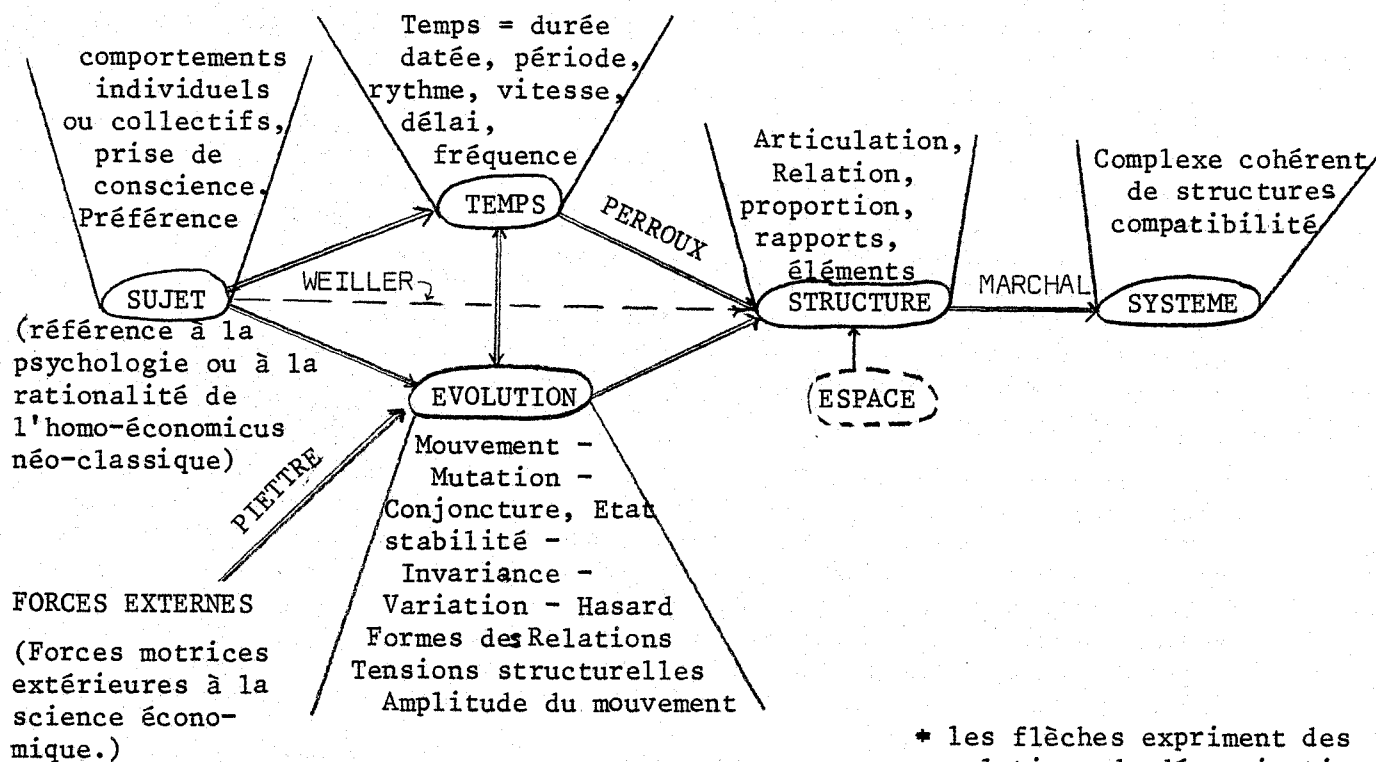 comportements
individuels
ou collectifs,
prise de
conscience.
Préférence
SUJET
(référence à la
psychologie ou à la
rationalité de
l'homo-économicus
néo-classique)
Temps = durée
datée, période,
rythme, vitesse,
délai,
fréquence
TEMPS
WEILLER
PERROUX
Articulation,
Relation,
proportion,
rapports,
éléments
STRUCTURE
MARCHAL
Complexe cohérent
de structures
compatibilité
SYSTEME
ESPACE
EVOLUTION
Mouvement -
Mutation -
Conjoncture, Etat
stabilité -
Invariance -
Variation - Hasard
Formes des Relations
Tensions structurelles
Amplitude du mouvement
PIETTRE
FORCES EXTERNES
(Forces motrices
extérieures à la
science écono-
mique.)
* les flèches expriment des